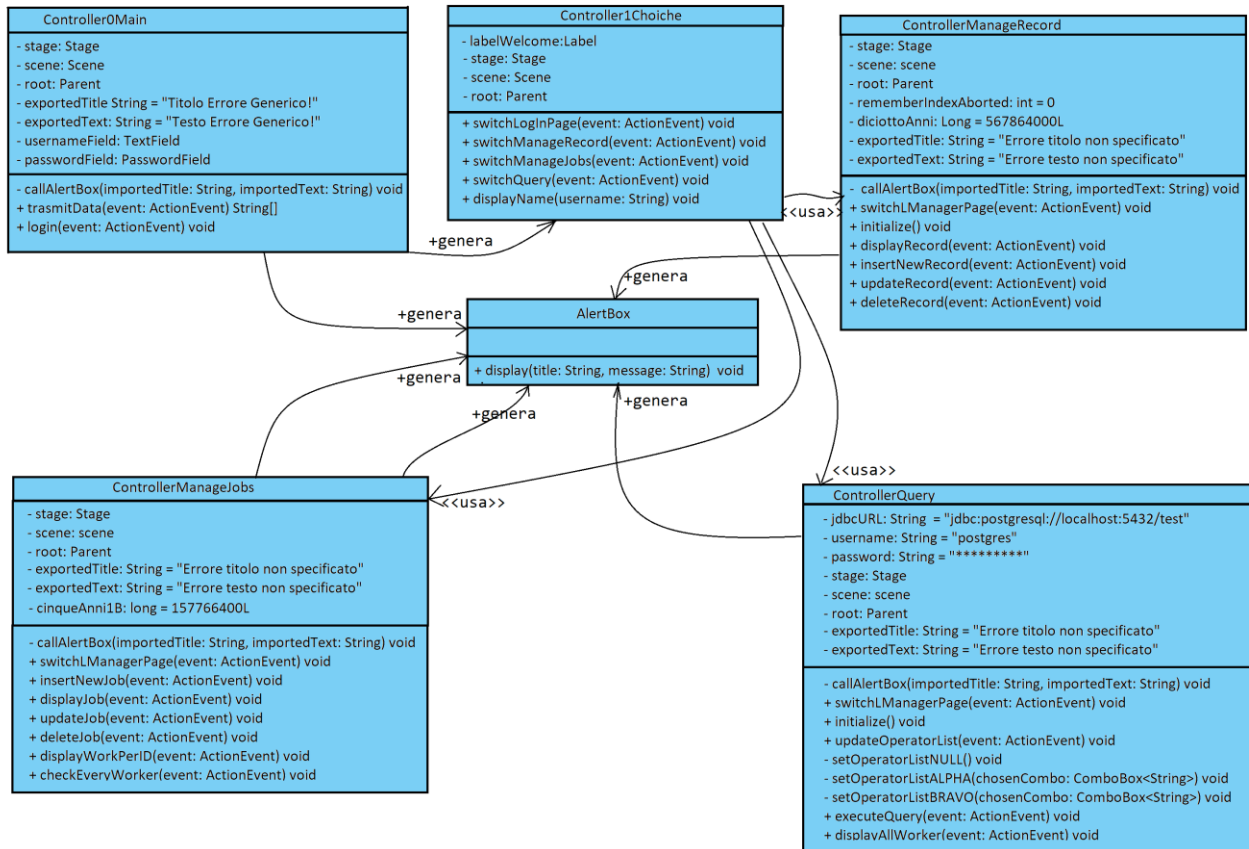 Controller0Main
- stage: Stage
- scene: Scene
- root: Parent
- exportedTitle String = "Titolo Errore Generico!"
- exportedText: String = "Testo Errore Generico!"
- usernameField: TextField
- passwordField: PasswordField
- callAlertBox(importedTitle: String, importedText: String) void
+ trasmitData(event: ActionEvent) String[]
+ login(event: ActionEvent) void
Controller1Choiche
- labelWelcome:Label
- stage: Stage
- scene: Scene
- root: Parent
+ switchLogInPage(event: ActionEvent) void
+ switchManageRecord(event: ActionEvent) void
+ switchManageJobs(event: ActionEvent) void
+ switchQuery(event: ActionEvent) void
+ displayName(username: String) void
ControllerManageRecord
- stage: Stage
- scene: scene
- root: Parent
- rememberIndexAborted: int = 0
- diciottoAnni: Long = 567864000L
- exportedTitle: String = "Errore titolo non specificato"
- exportedText: String = "Errore testo non specificato"
- callAlertBox(importedTitle: String, importedText: String) void
+ switchLManagerPage(event: ActionEvent) void
+ initialize() void
+ displayRecord(event: ActionEvent) void
+ insertNewRecord(event: ActionEvent) void
+ updateRecord(event: ActionEvent) void
+ deleteRecord(event: ActionEvent) void
<<usa>>
+genera
+genera
+genera
AlertBox
+ display(title: String, message: String) void
+genera
+genera
+genera
<<usa>>
<<usa>>
ControllerManageJobs
- stage: Stage
- scene: scene
- root: Parent
- exportedTitle: String = "Errore titolo non specificato"
- exportedText: String = "Errore testo non specificato"
- cinqueAnni1B: long = 157766400L
- callAlertBox(importedTitle: String, importedText: String) void
+ switchLManagerPage(event: ActionEvent) void
+ insertNewJob(event: ActionEvent) void
+ displayJob(event: ActionEvent) void
+ updateJob(event: ActionEvent) void
+ deleteJob(event: ActionEvent) void
+ displayWorkPerID(event: ActionEvent) void
+ checkEveryWorker(event: ActionEvent) void
ControllerQuery
- jdbcURL: String = "jdbc:postgresql://localhost:5432/test"
- username: String = "postgres"
- password: String = "*********"
- stage: Stage
- scene: scene
- root: Parent
- exportedTitle: String = "Errore titolo non specificato"
- exportedText: String = "Errore testo non specificato"
- callAlertBox(importedTitle: String, importedText: String) void
+ switchLManagerPage(event: ActionEvent) void
+ initialize() void
+ updateOperatorList(event: ActionEvent) void
- setOperatorListNULL() void
- setOperatorListALPHA(chosenCombo: ComboBox<String>) void
- setOperatorListBRAVO(chosenCombo: ComboBox<String>) void
+ executeQuery(event: ActionEvent) void
+ displayAllWorker(event: ActionEvent) void